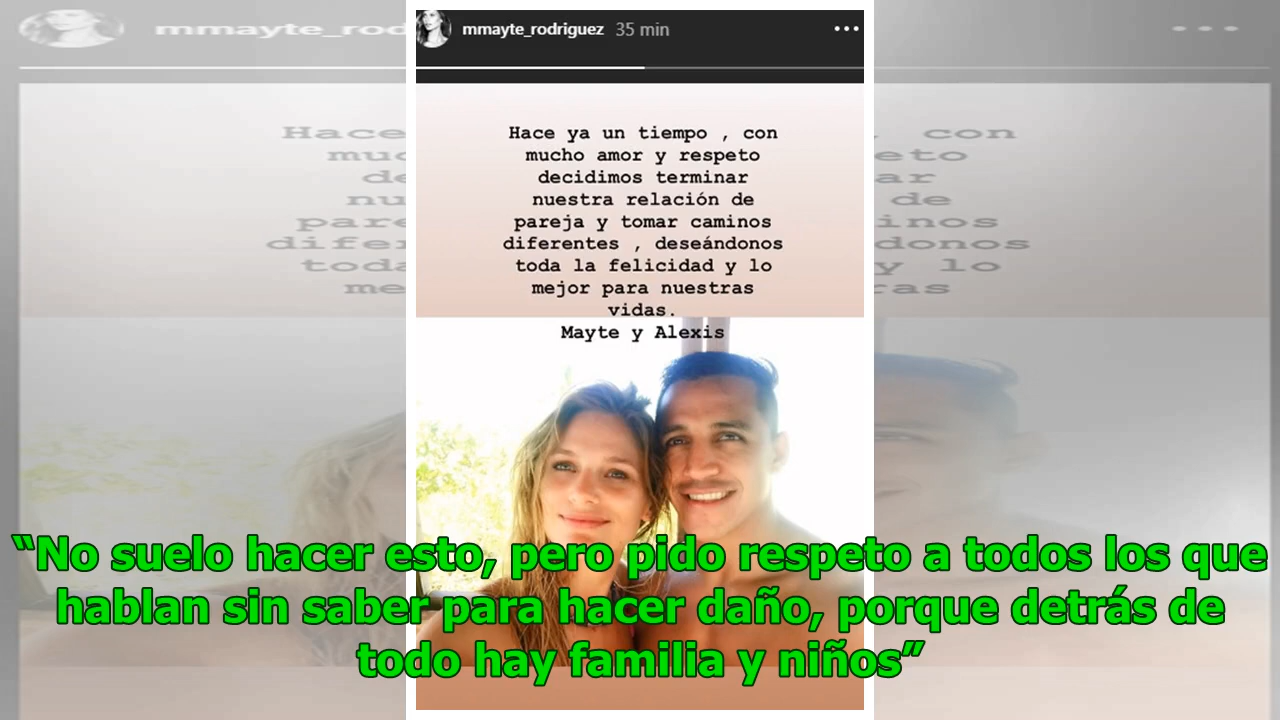 mmayte_rodriguez 35 min
Hace ya un tiempo , con
mucho amor y respeto
decidimos terminar
nuestra relación de
pareja y tomar caminos
diferentes , deseándonos
toda la felicidad y lo
mejor para nuestras
vidas.
Mayte y Alexis
“No suelo hacer esto, pero pido respeto a todos los que
hablan sin saber para hacer daño, porque detrás de
todo hay familia y niños”